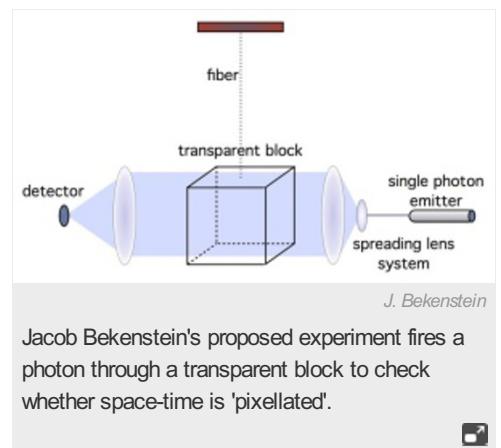 fiber
transparent block
detector
single photon
emitter
spreading lens
system
J. Bekenstein
Jacob Bekenstein's proposed experiment fires a
photon through a transparent block to check
whether space-time is 'pixellated'.